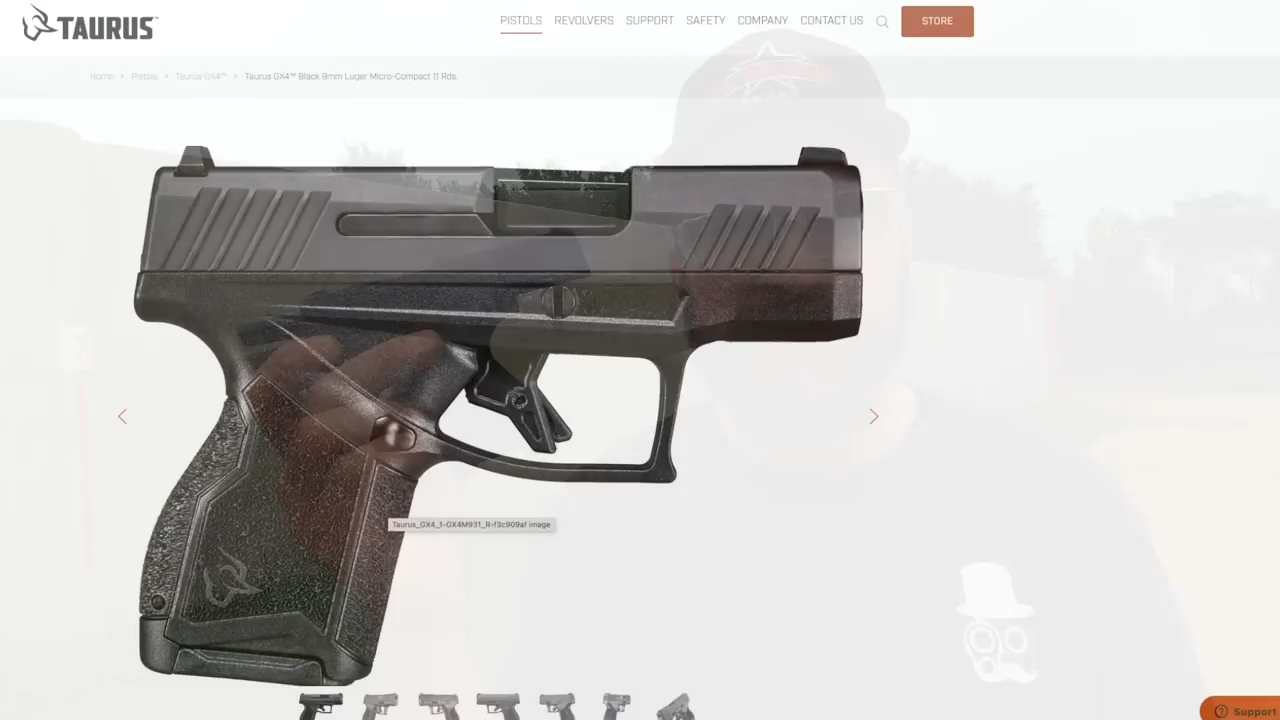 TAURUS
PISTOLS REVOLVERS SUPPORT SAFETY COMPANY CONTACT US STORE
Home > Pistols > Taurus GX4™ > Taurus GX4™ Black 9mm Luger Micro-Compact 11 Rds.
Taurus_GX4_1-GX4M931_R-f3c909af image
Support